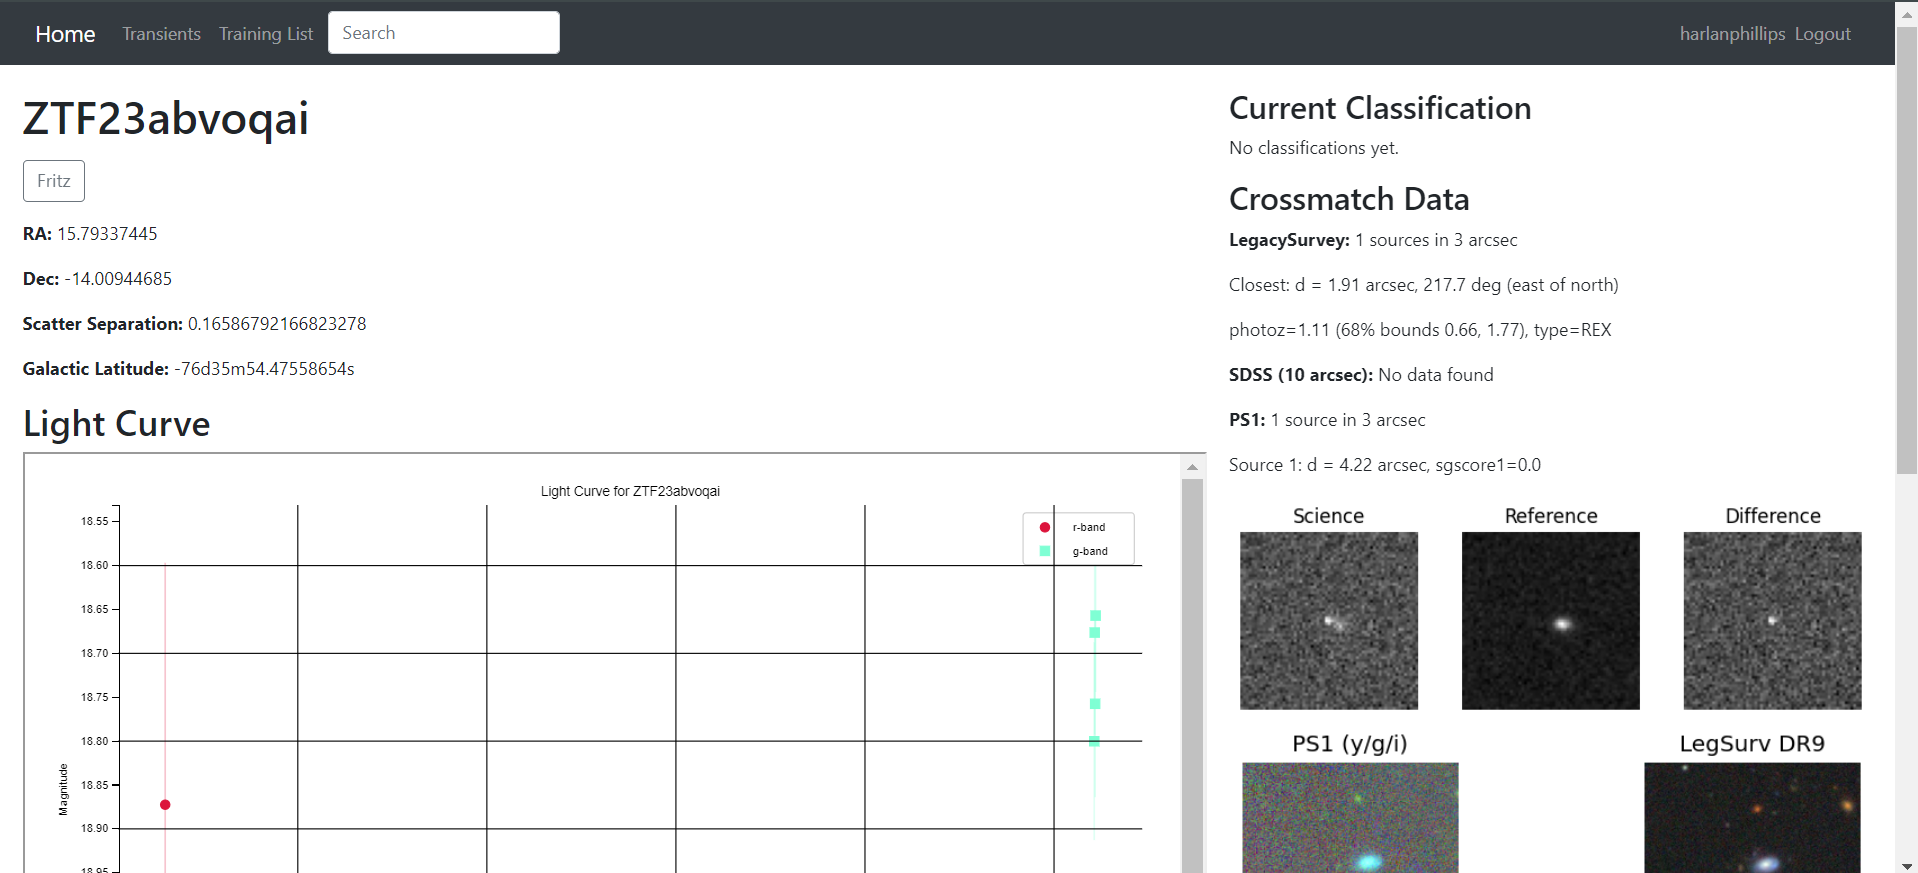 Home Transients Training List Search harlanphillips Logout
ZTF23abvoqai
Fritz
RA: 15.79337445
Dec: -14.00944685
Scatter Separation: 0.16586792166823278
Galactic Latitude: -76d35m54.47558654s
Light Curve
Light Curve for ZTF23abvoqai
r-band
g-band
18.55
18.60
18.65
18.70
18.75
18.80
18.85
18.90
18.95
Magnitude
Current Classification
No classifications yet.
Crossmatch Data
LegacySurvey: 1 sources in 3 arcsec
Closest: d = 1.91 arcsec, 217.7 deg (east of north)
photoz=1.11 (68% bounds 0.66, 1.77), type=REX
SDSS (10 arcsec): No data found
PS1: 1 source in 3 arcsec
Source 1: d = 4.22 arcsec, sgscore1=0.0
Science Reference Difference
PS1 (y/g/i) LegSurv DR9